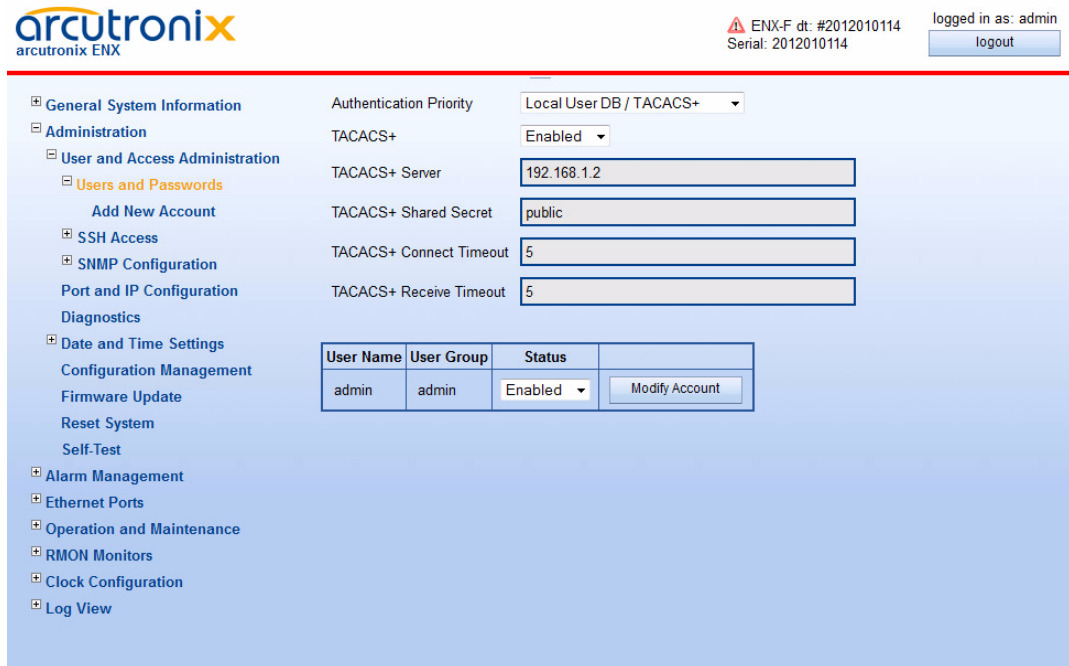 arcutronix
arcutronix ENX
ENX-F dt: #2012010114
Serial: 2012010114
logged in as: admin
logout
General System Information
Administration
User and Access Administration
Users and Passwords
Add New Account
SSH Access
SNMP Configuration
Port and IP Configuration
Diagnostics
Date and Time Settings
Configuration Management
Firmware Update
Reset System
Self-Test
Alarm Management
Ethernet Ports
Operation and Maintenance
RMON Monitors
Clock Configuration
Log View
Authentication Priority Local User DB / TACACS+
TACACS+ Enabled
TACACS+ Server 192.168.1.2
TACACS+ Shared Secret public
TACACS+ Connect Timeout 5
TACACS+ Receive Timeout 5
User Name User Group Status
admin admin Enabled Modify Account